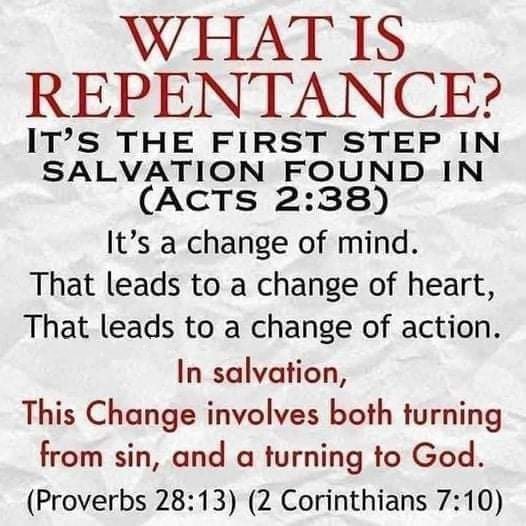 WHAT IS
REPENTANCE?
IT'S THE FIRST STEP IN
SALVATION FOUND IN
(ACTS 2:38)
It's a change of mind.
That leads to a change of heart,
That leads to a change of action.
In salvation,
This Change involves both turning
from sin, and a turning to God.
(Proverbs 28:13) (2 Corinthians 7:10)